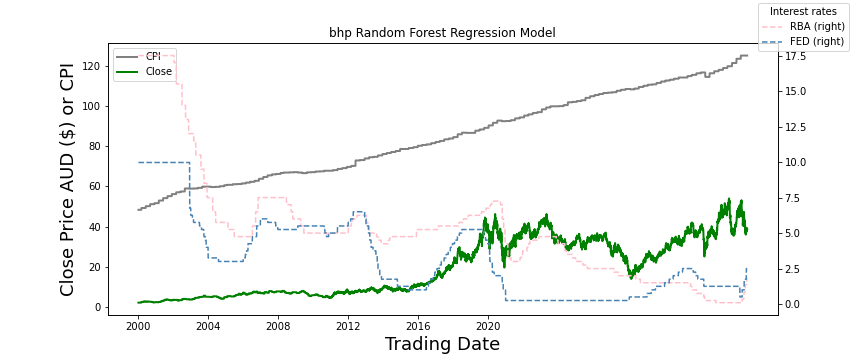 Interest rates
RBA (right)
FED (right)
bhp Random Forest Regression Model
CPI
Close
Close Price AUD ($) or CPI
120
100
80
60
40
20
0
17.5
15.0
12.5
10.0
7.5
5.0
2.5
0.0
2000 2004 2008 2012 2016 2020
Trading Date